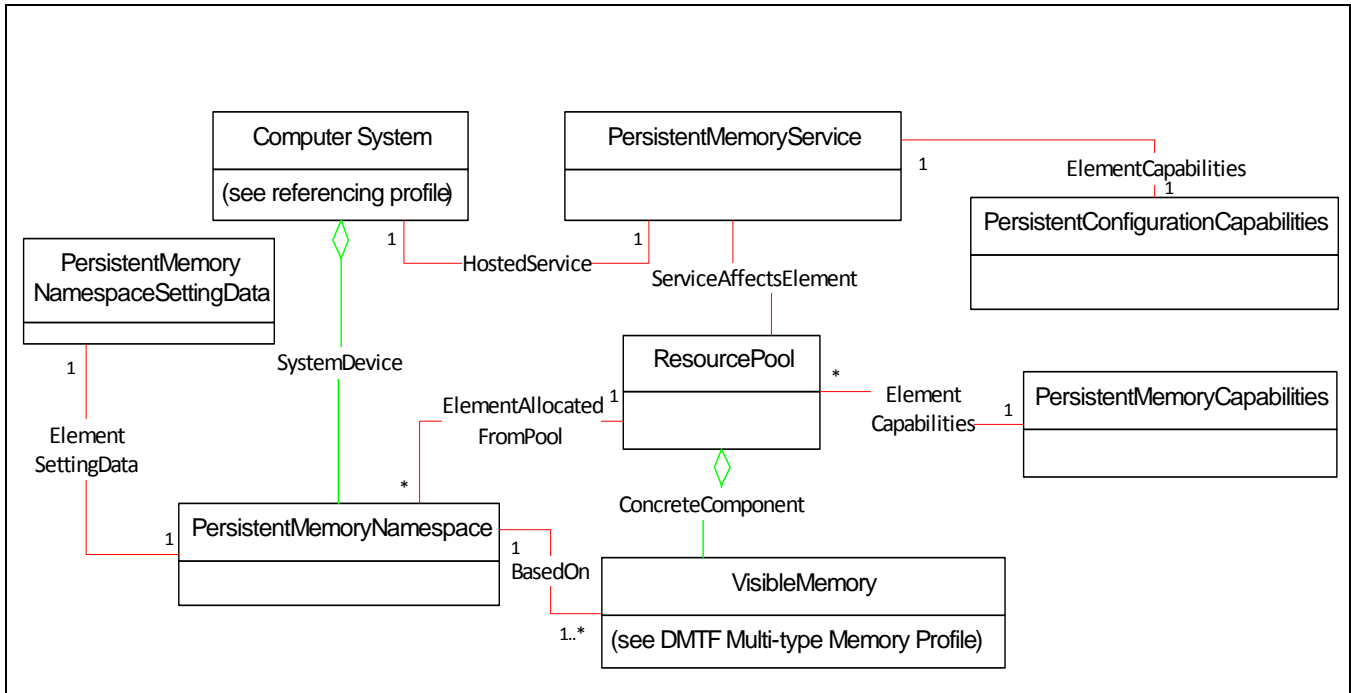 Computer System
(see referencing profile)
PersistentMemoryService
1
ElementCapabilities
1
PersistentConfigurationCapabilities
1
HostedService
1
PersistentMemory
NamespaceSettingData
ServiceAffectsElement
1
SystemDevice
ResourcePool
*
Element
Capabilities
1
PersistentMemoryCapabilities
ElementAllocated
FromPool
1
*
Element
SettingData
ConcreteComponent
1
PersistentMemoryNamespace
1
BasedOn
1..*
VisibleMemory
(see DMTF Multi-type Memory Profile)